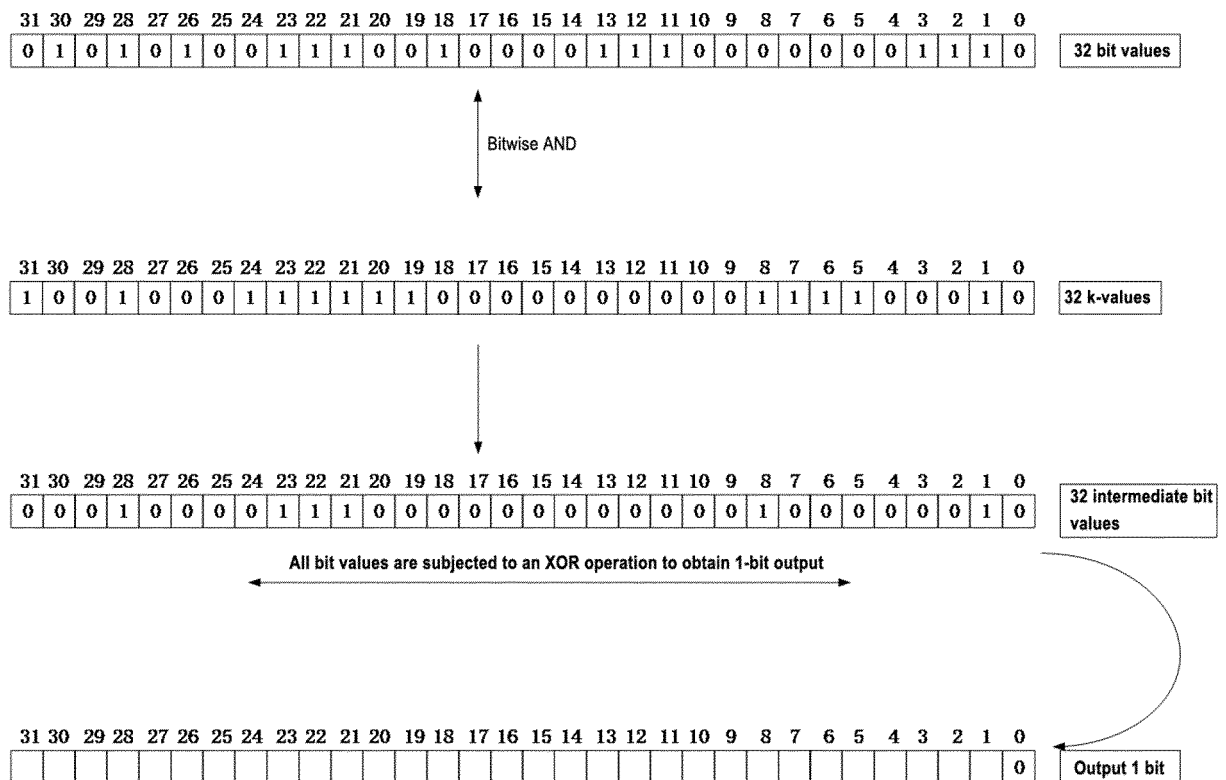 31 30 29 28 27 26 25 24 23 22 21 20 19 18 17 16 15 14 13 12 11 10 9 8 7 6 5 4 3 2 1 0
0 1 0 1 0 1 0 0 1 1 1 0 0 1 0 0 0 0 1 1 1 0 0 0 0 0 0 0 1 1 1 0
32 bit values
Bitwise AND
31 30 29 28 27 26 25 24 23 22 21 20 19 18 17 16 15 14 13 12 11 10 9 8 7 6 5 4 3 2 1 0
1 0 0 1 0 0 0 1 1 1 1 1 1 0 0 0 0 0 0 0 0 0 0 1 1 1 1 0 0 0 1 0
32 k-values
31 30 29 28 27 26 25 24 23 22 21 20 19 18 17 16 15 14 13 12 11 10 9 8 7 6 5 4 3 2 1 0
0 0 0 1 0 0 0 0 1 1 1 0 0 0 0 0 0 0 0 0 0 0 0 1 0 0 0 0 0 0 1 0
32 intermediate bit
values
All bit values are subjected to an XOR operation to obtain 1-bit output
31 30 29 28 27 26 25 24 23 22 21 20 19 18 17 16 15 14 13 12 11 10 9 8 7 6 5 4 3 2 1 0
0
Output 1 bit